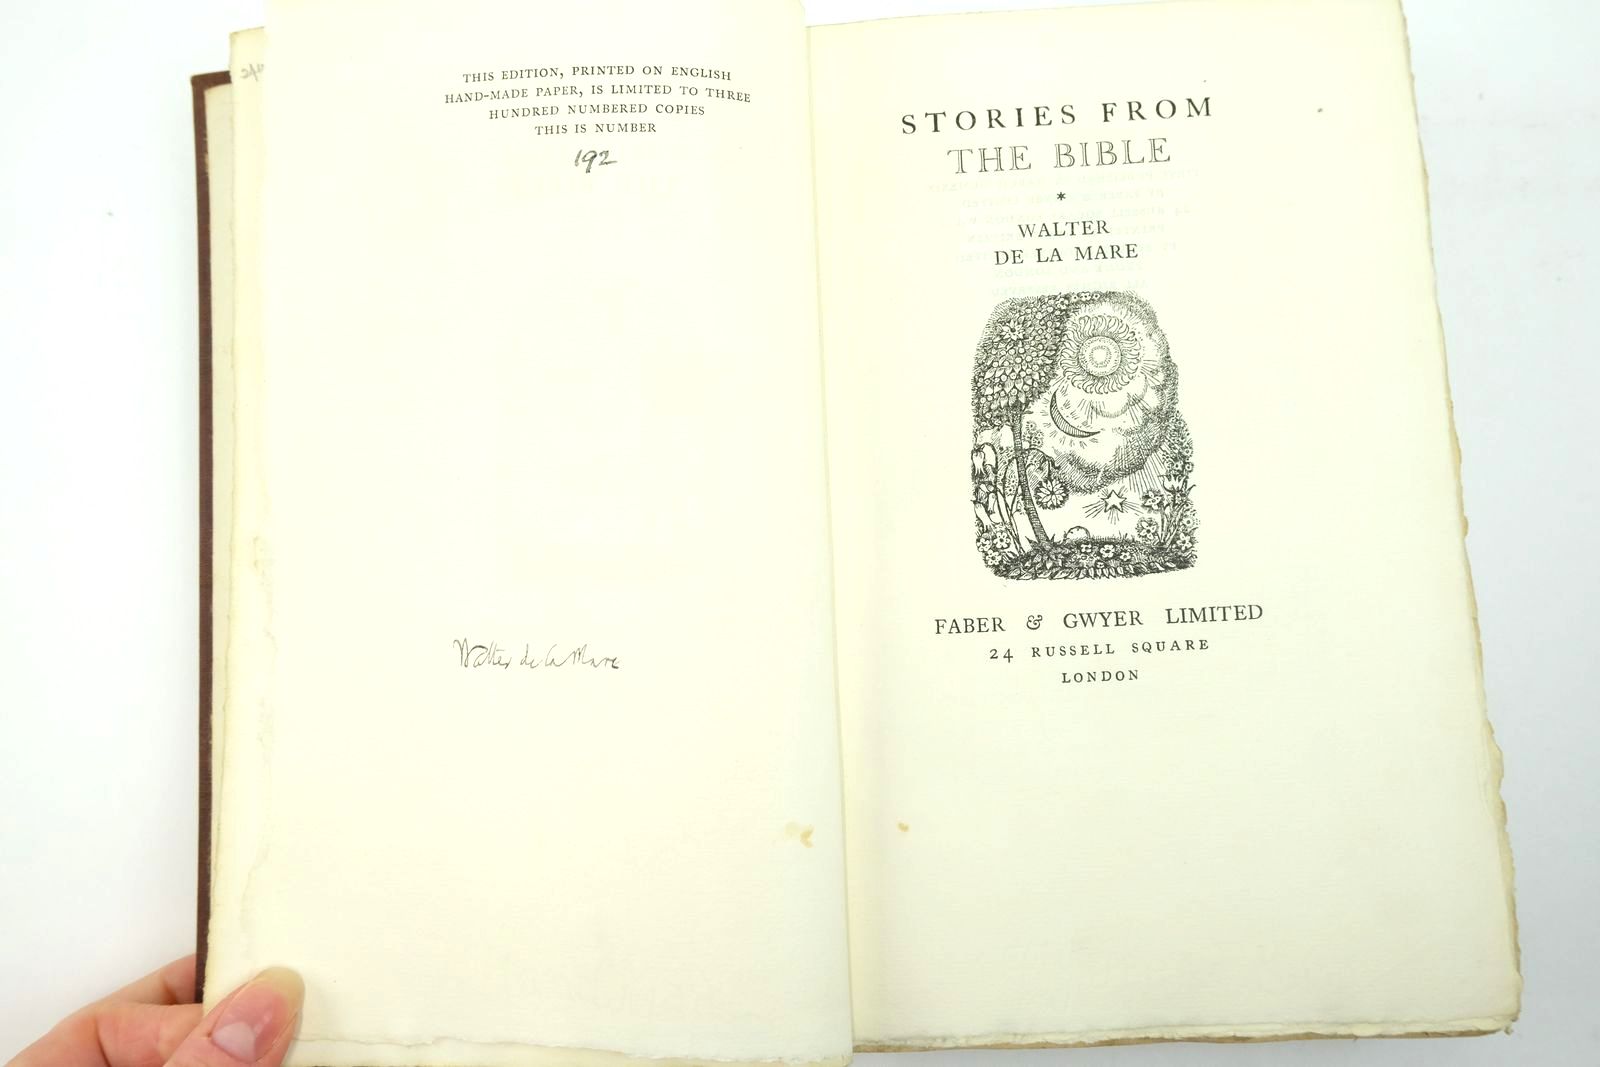 THIS EDITION, PRINTED ON ENGLISH
HAND-MADE PAPER, IS LIMITED TO THREE
HUNDRED NUMBERED COPIES
THIS IS NUMBER
192
Walter de la Mare
STORIES FROM
THE BIBLE
*
WALTER
DE LA MARE
FABER & GWYER LIMITED
24 RUSSELL SQUARE
LONDON